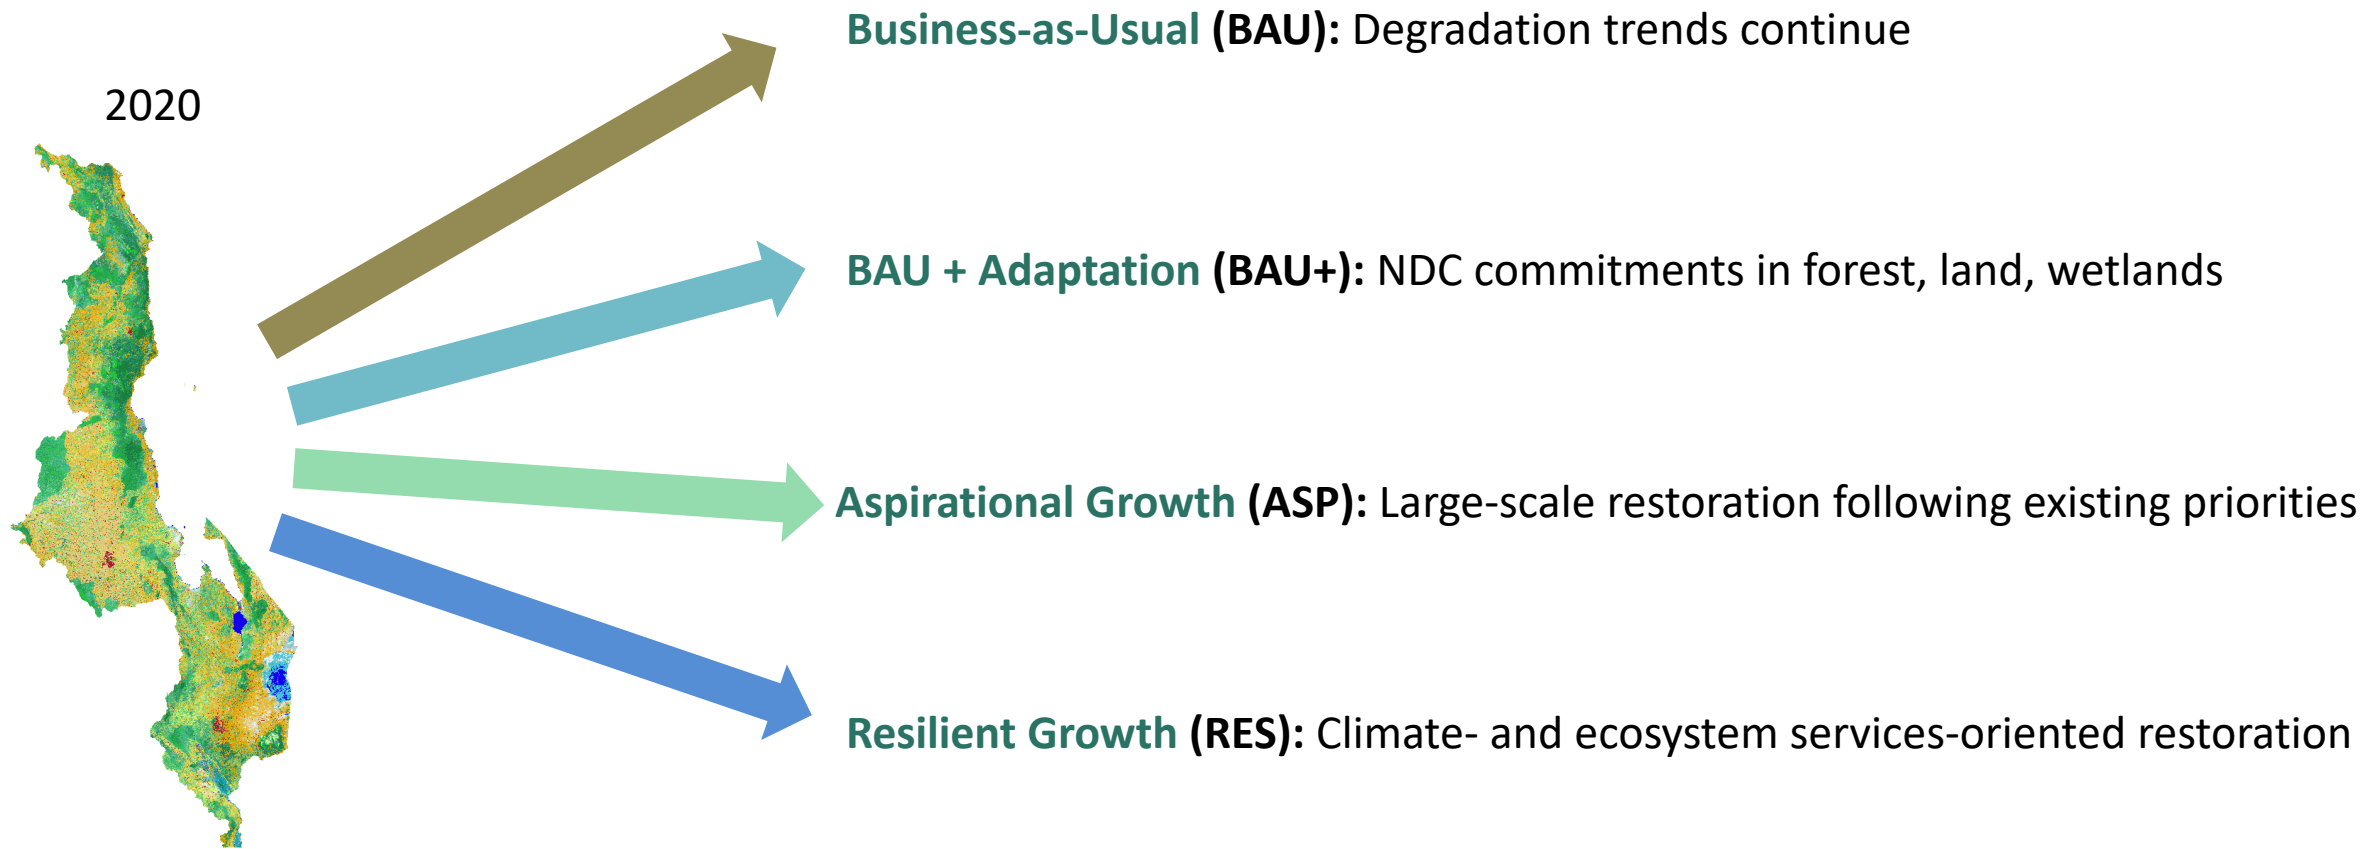 Business-as-Usual (BAU): Degradation trends continue
2020
BAU + Adaptation (BAU+): NDC commitments in forest, land, wetlands
Aspirational Growth (ASP): Large-scale restoration following existing priorities
Resilient Growth (RES): Climate- and ecosystem services-oriented restoration